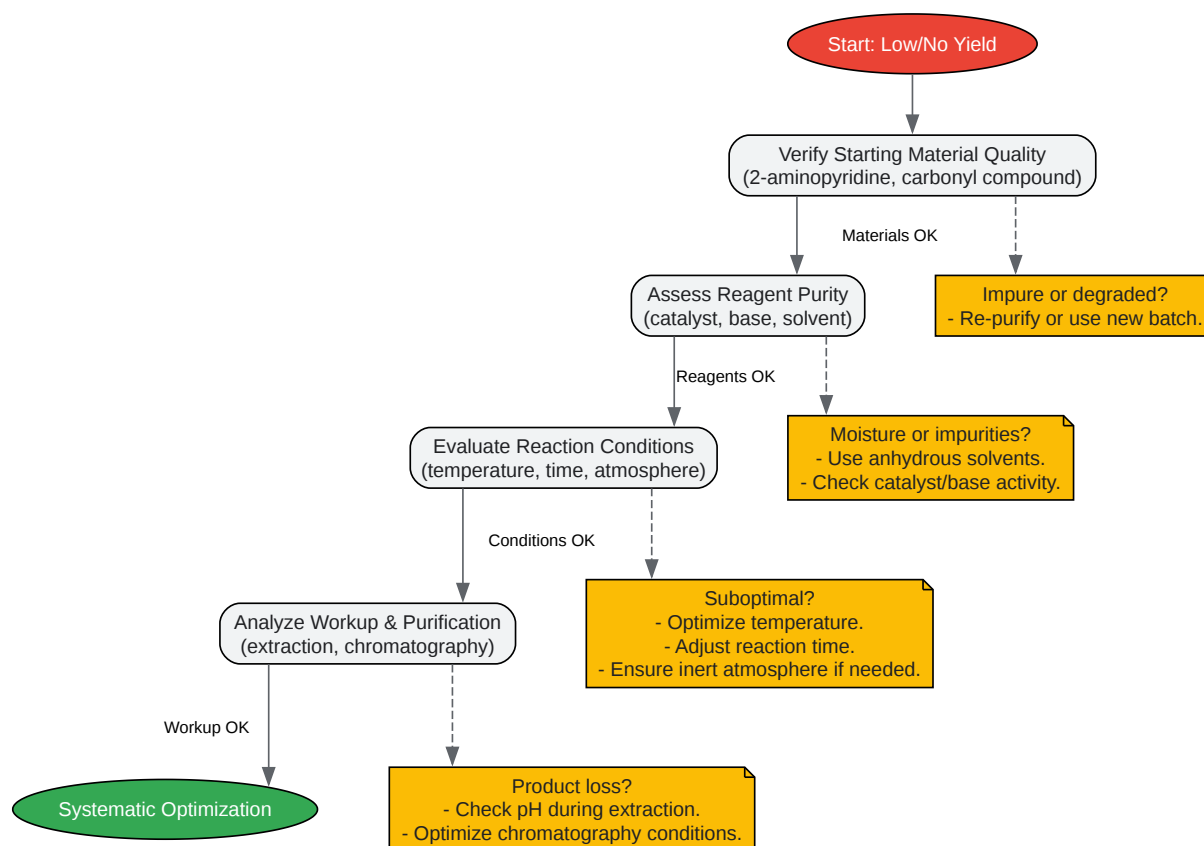 Start: Low/No Yield
Verify Starting Material Quality
(2-aminopyridine, carbonyl compound)
Materials OK
Assess Reagent Purity
(catalyst, base, solvent)
Impure or degraded?
- Re-purify or use new batch.
Reagents OK
Evaluate Reaction Conditions
(temperature, time, atmosphere)
Moisture or impurities?
- Use anhydrous solvents.
- Check catalyst/base activity.
Conditions OK
Analyze Workup & Purification
(extraction, chromatography)
Suboptimal?
- Optimize temperature.
- Adjust reaction time.
- Ensure inert atmosphere if needed.
Workup OK
Systematic Optimization
Product loss?
- Check pH during extraction.
- Optimize chromatography conditions.